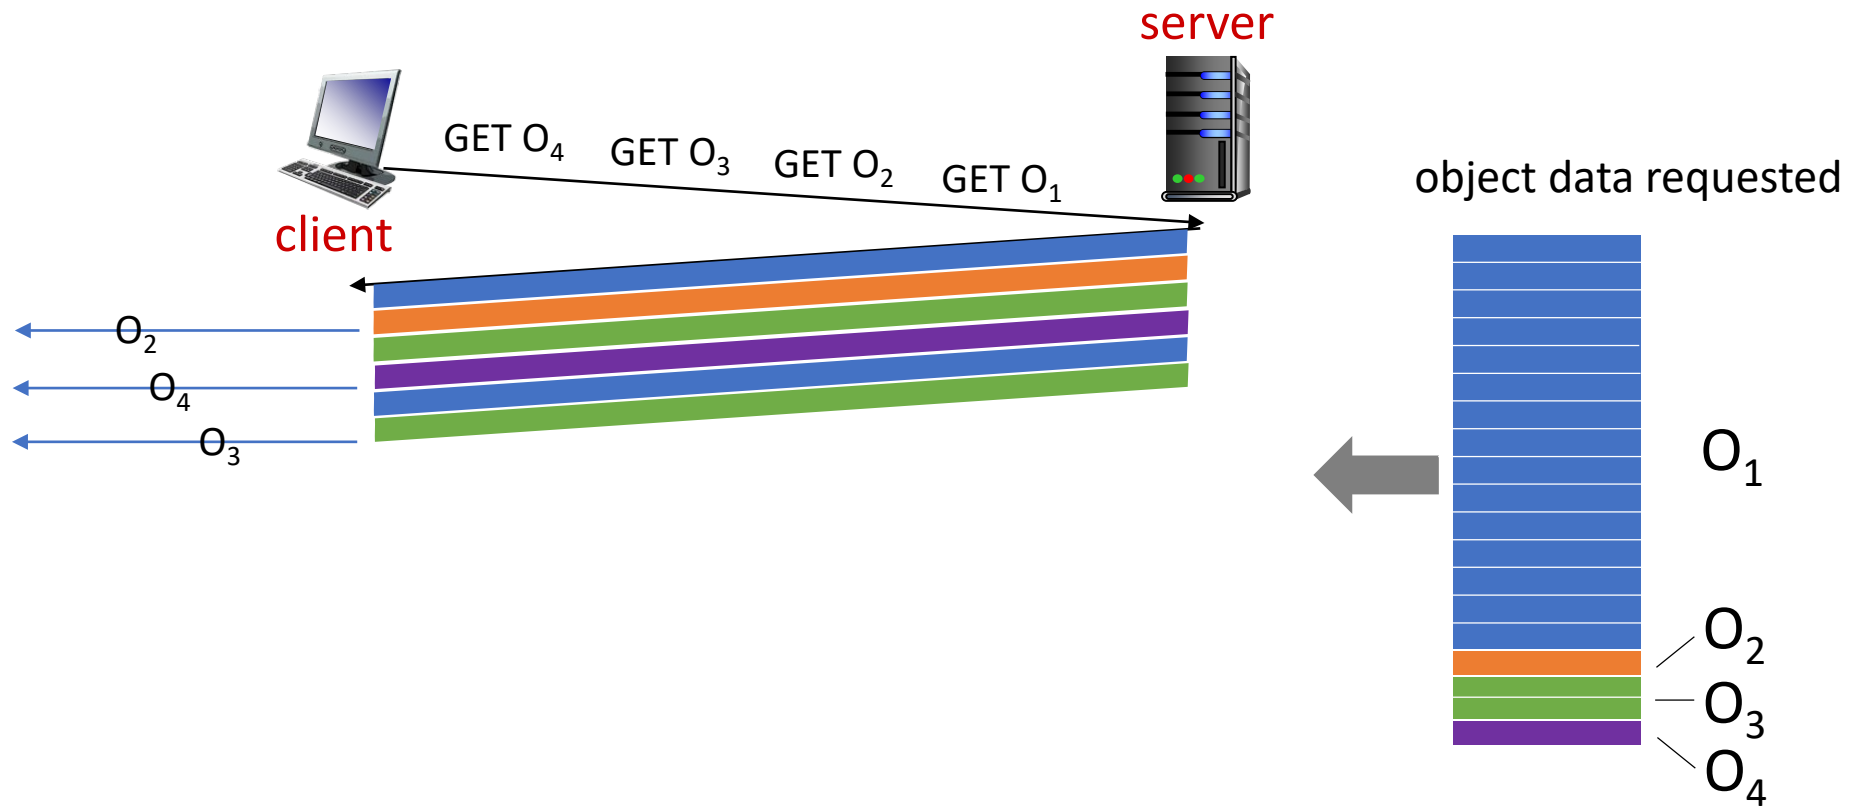 server
GET O₄
GET O₃
GET O₂
GET O₁
object data requested
client
O₂
O₄
O₃
O₁
O₂
O₃
O₄